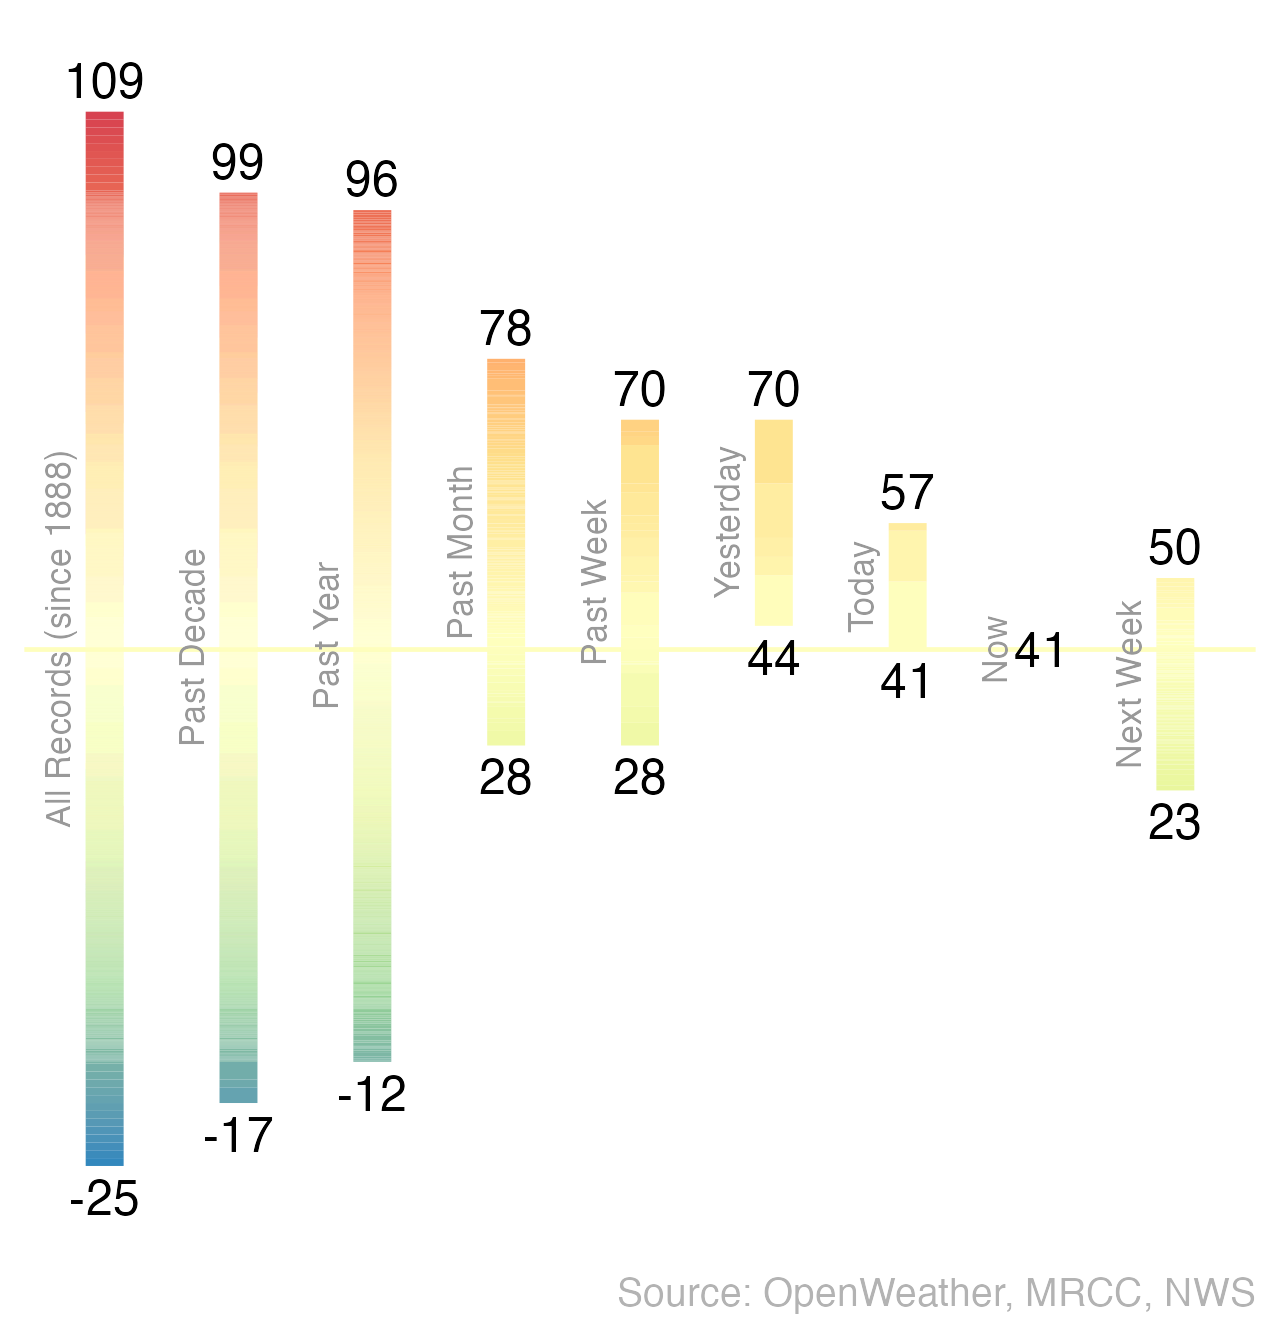 109
All Records (since 1888)
-25
99
Past Decade
-17
96
Past Year
-12
78
Past Month
28
70
Past Week
28
70
Yesterday
44
57
Today
41
Now
41
50
Next Week
23
Source: OpenWeather, MRCC, NWS